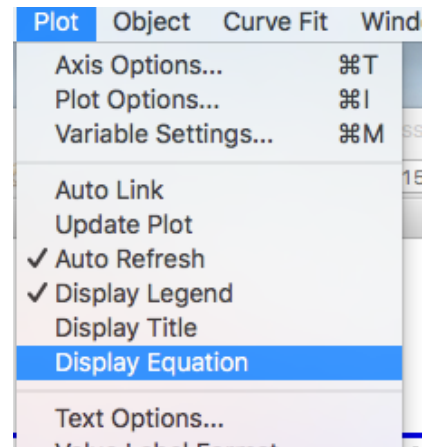 Plot Object Curve Fit
Axis Options... ⌘T
Plot Options... ⌘I
Variable Settings... ⌘M
15
Auto Link
Update Plot
✓ Auto Refresh
✓ Display Legend
Display Title
Display Equation
Text Options...